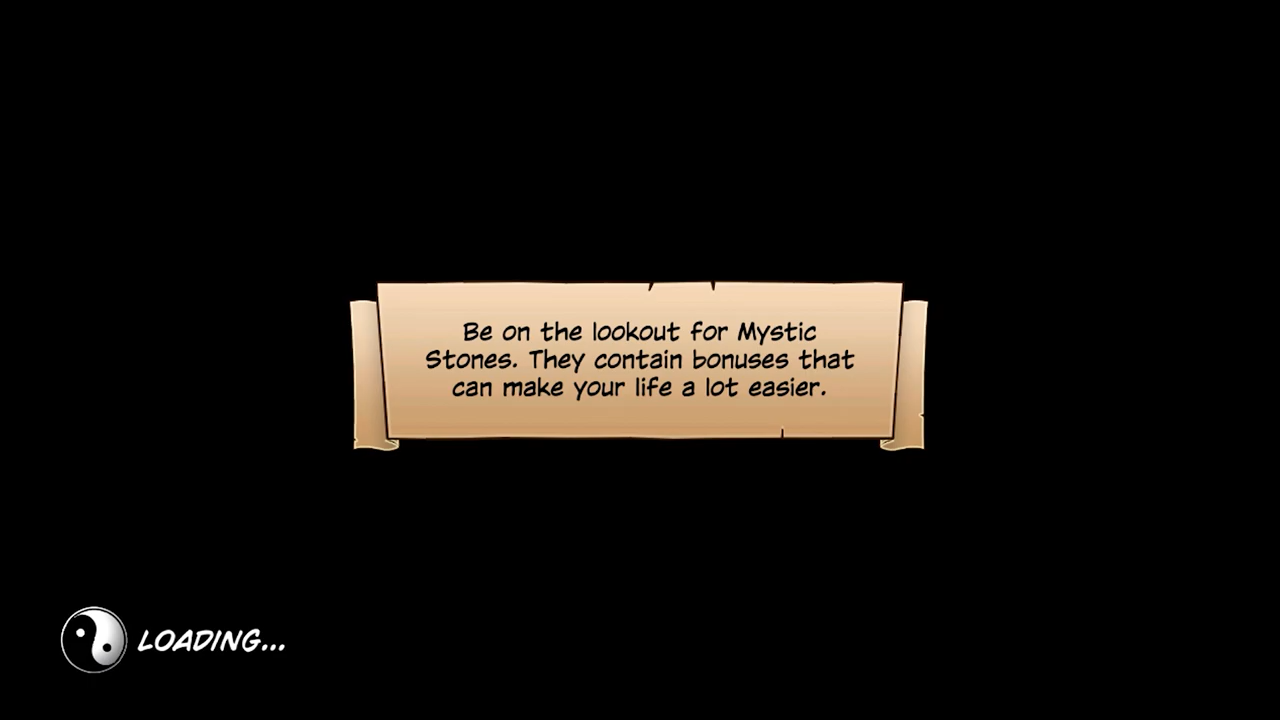 Be on the lookout for Mystic
Stones. They contain bonuses that
can make your life a lot easier.
LOADING...